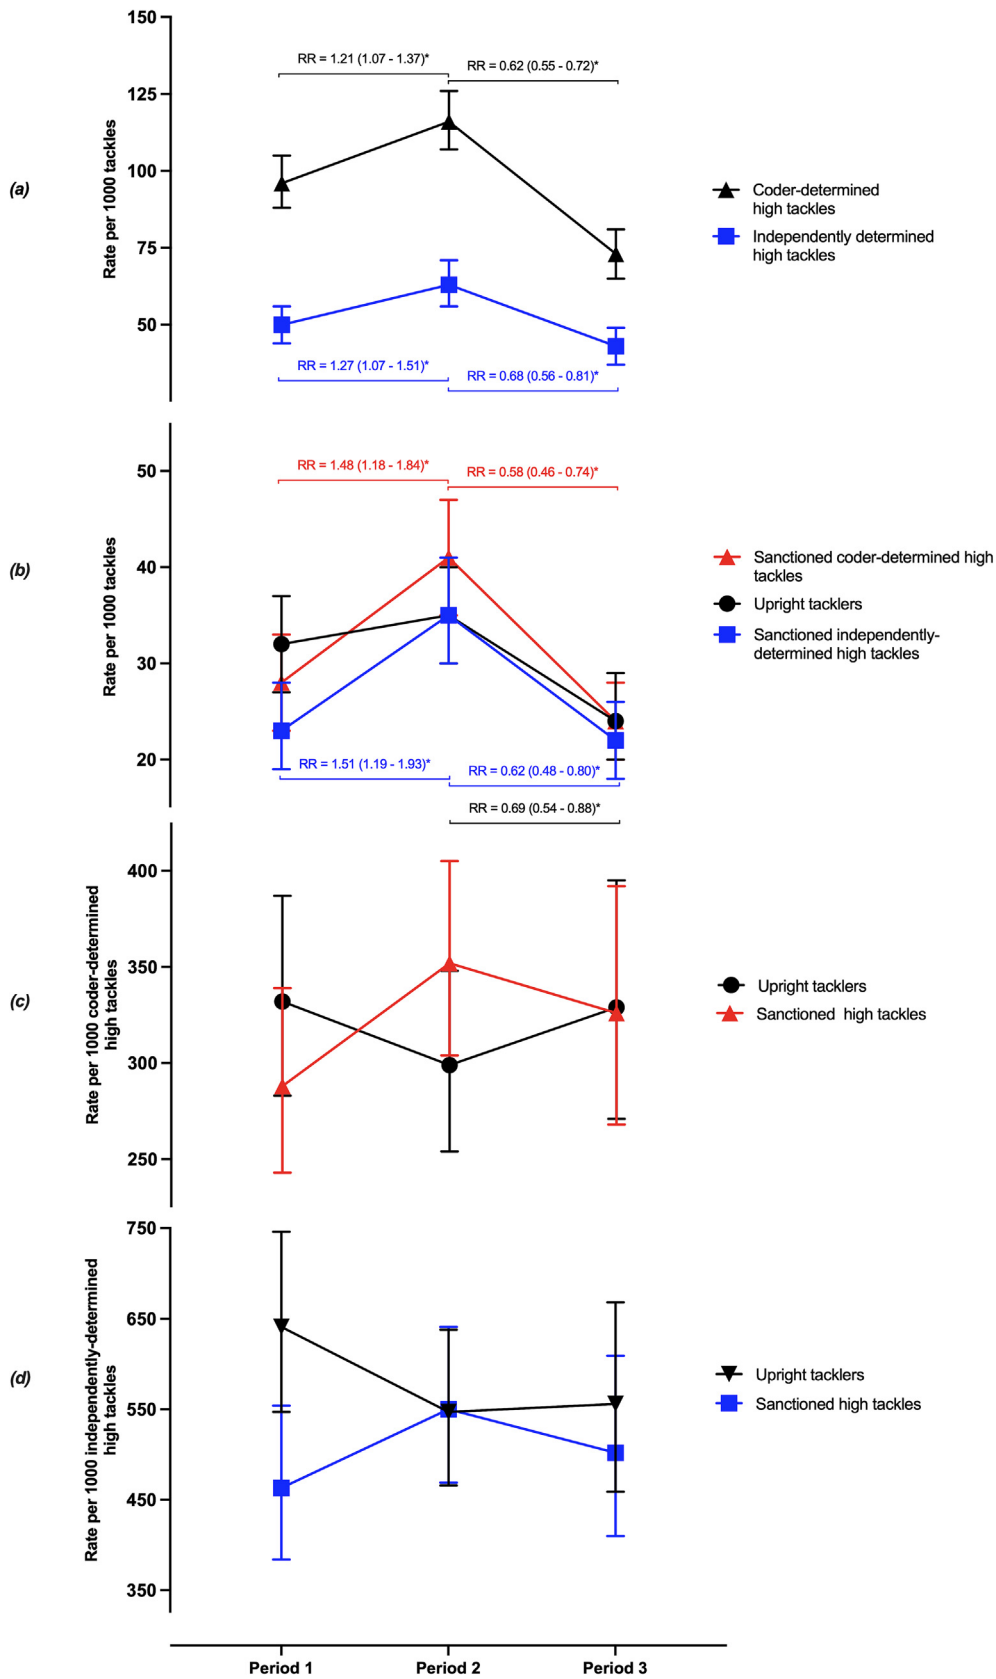 (a)
Rate per 1000 tackles
150
125
100
75
50
RR = 1.21 (1.07 - 1.37)*
RR = 0.62 (0.55 - 0.72)*
RR = 1.27 (1.07 - 1.51)*
RR = 0.68 (0.56 - 0.81)*
Coder-determined
high tackles
Independently determined
high tackles
(b)
Rate per 1000 tackles
50
40
30
20
RR = 1.48 (1.18 - 1.84)*
RR = 0.58 (0.46 - 0.74)*
RR = 1.51 (1.19 - 1.93)*
RR = 0.62 (0.48 - 0.80)*
RR = 0.69 (0.54 - 0.88)*
Sanctioned coder-determined high
tackles
Upright tacklers
Sanctioned independently-
determined high tackles
(c)
Rate per 1000 coder-determined
high tackles
400
350
300
250
Upright tacklers
Sanctioned high tackles
(d)
Rate per 1000 independently-determined
high tackles
750
650
550
450
350
Upright tacklers
Sanctioned high tackles
Period 1
Period 2
Period 3